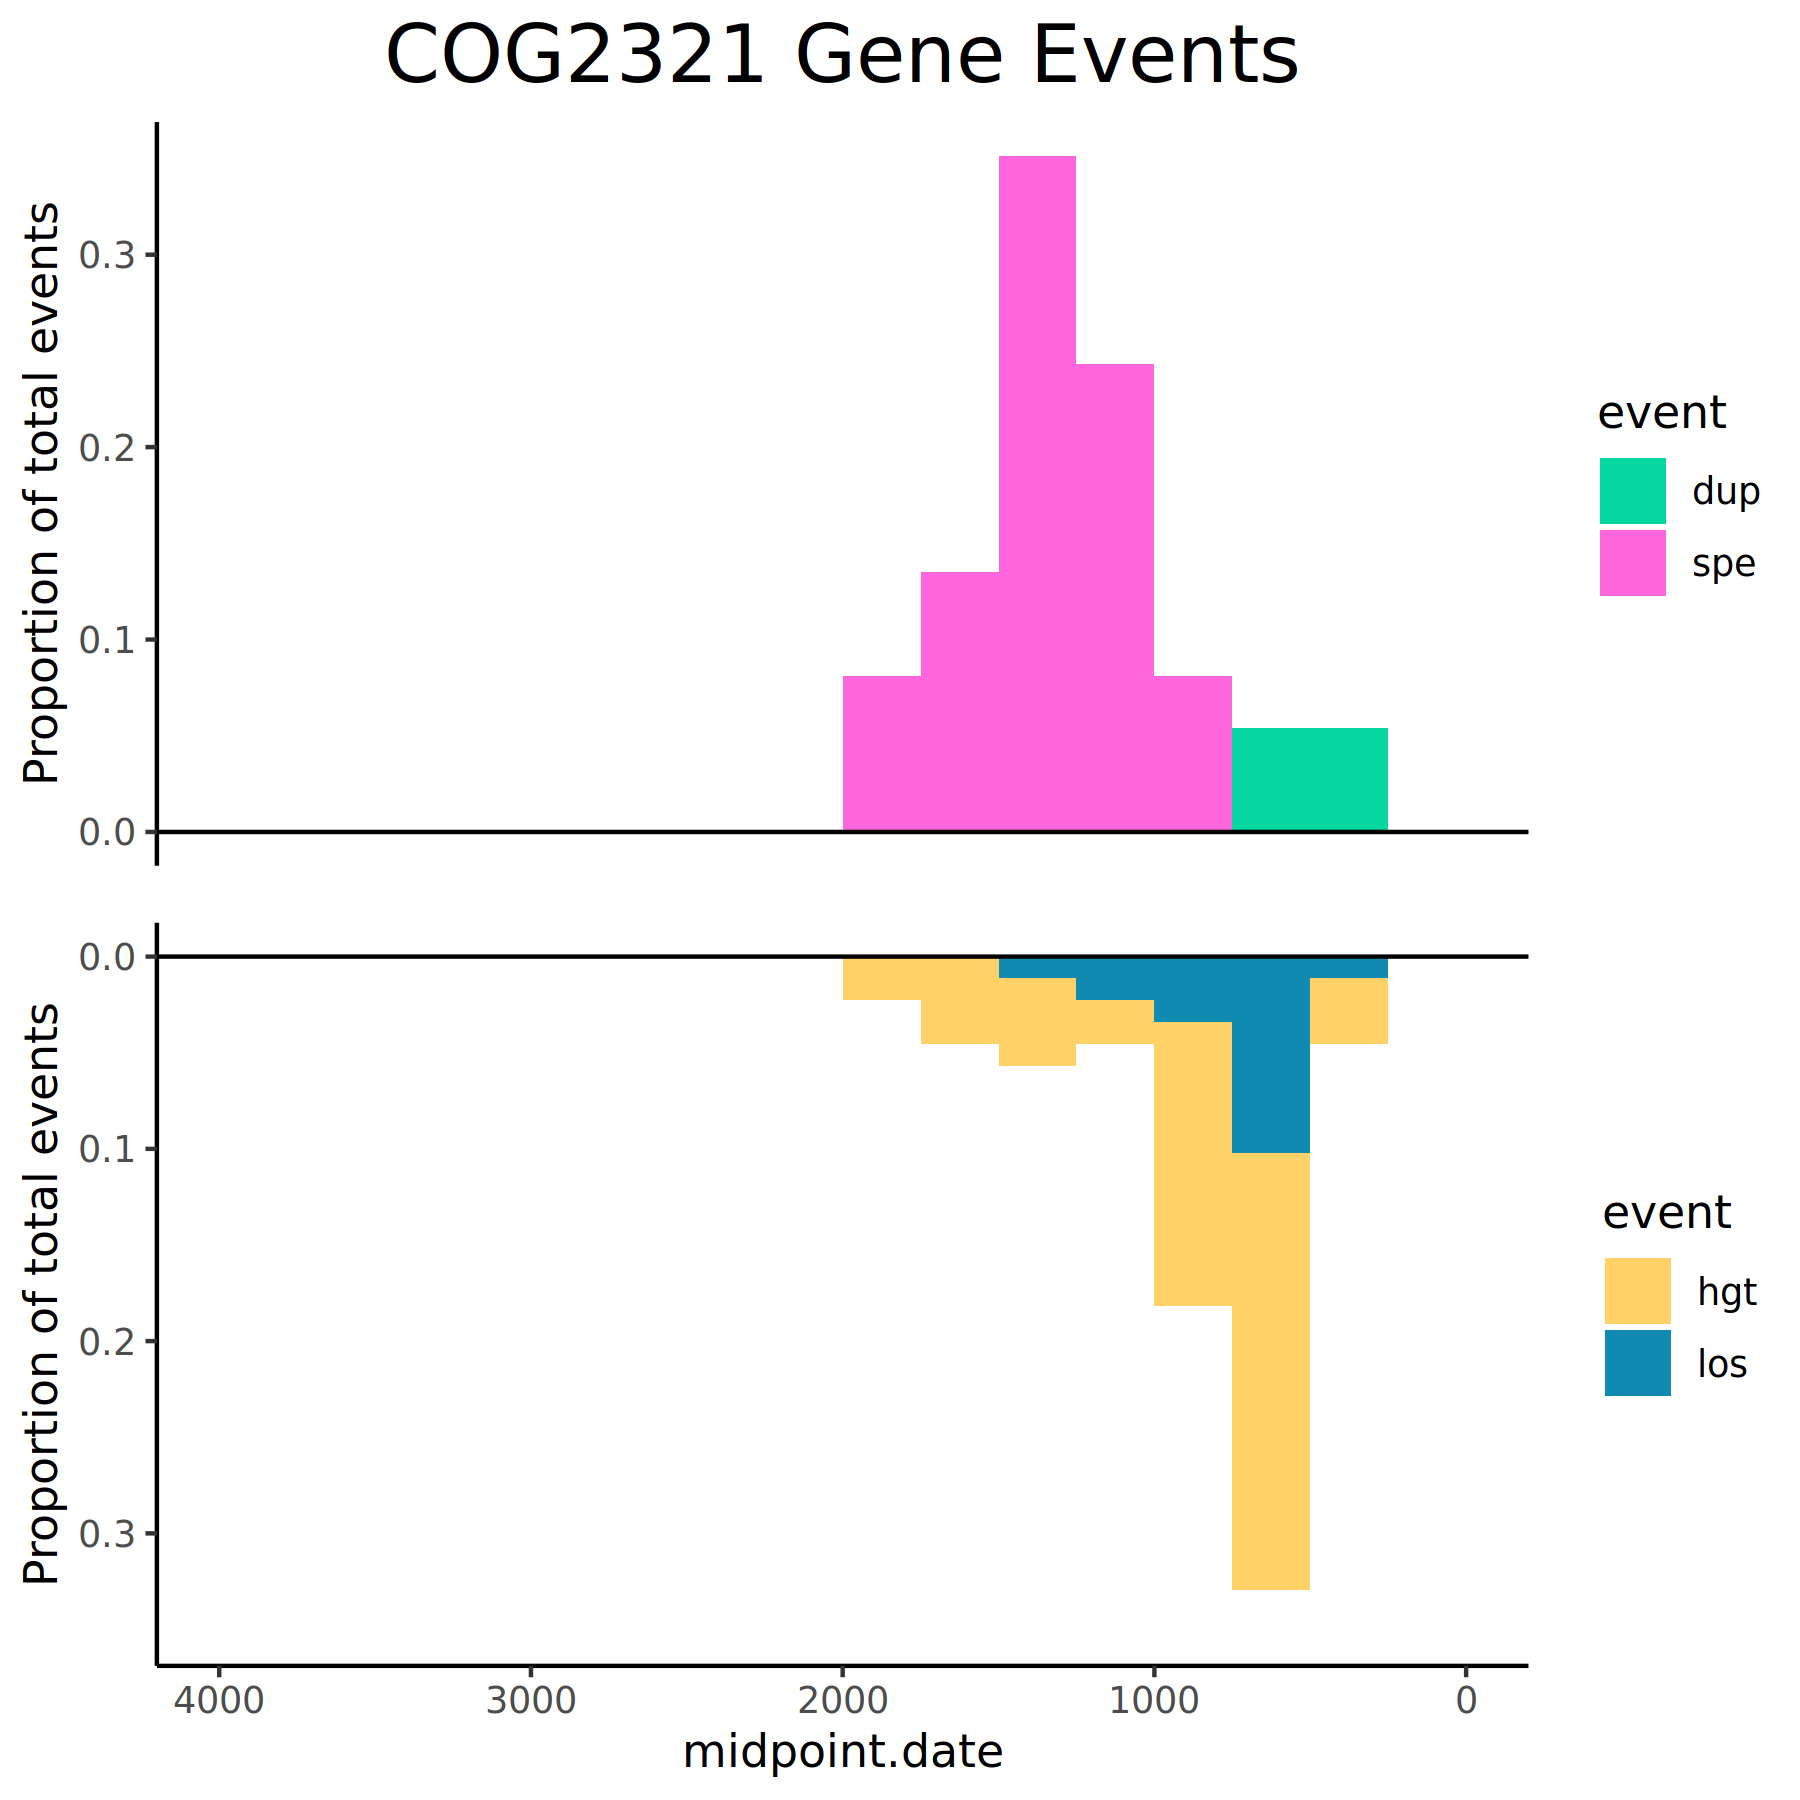 COG2321 Gene Events
Proportion of total events
0.3
0.2
0.1
0.0
event
dup
spe
Proportion of total events
0.0
0.1
0.2
0.3
event
hgt
los
4000 3000 2000 1000 0
midpoint.date